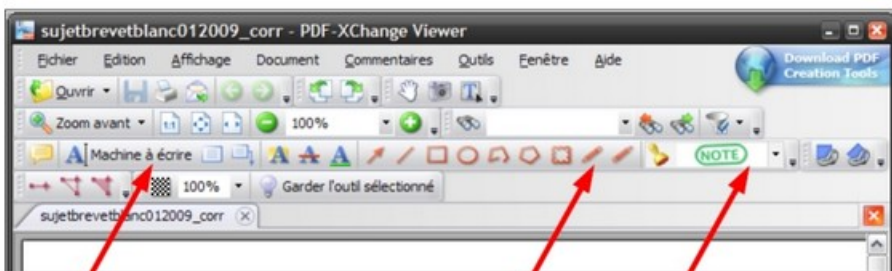 sujetbrevetblanc012009_corr - PDF-XChange Viewer
Fichier Edition Affichage Document Commentaires Outils Fenêtre Aide
Download PDF
Creation Tools
Ouvrir
Zoom avant 100%
Machine à écrire NOTE
100% Garder l'outil sélectionné
sujetbrevetblanc012009_corr